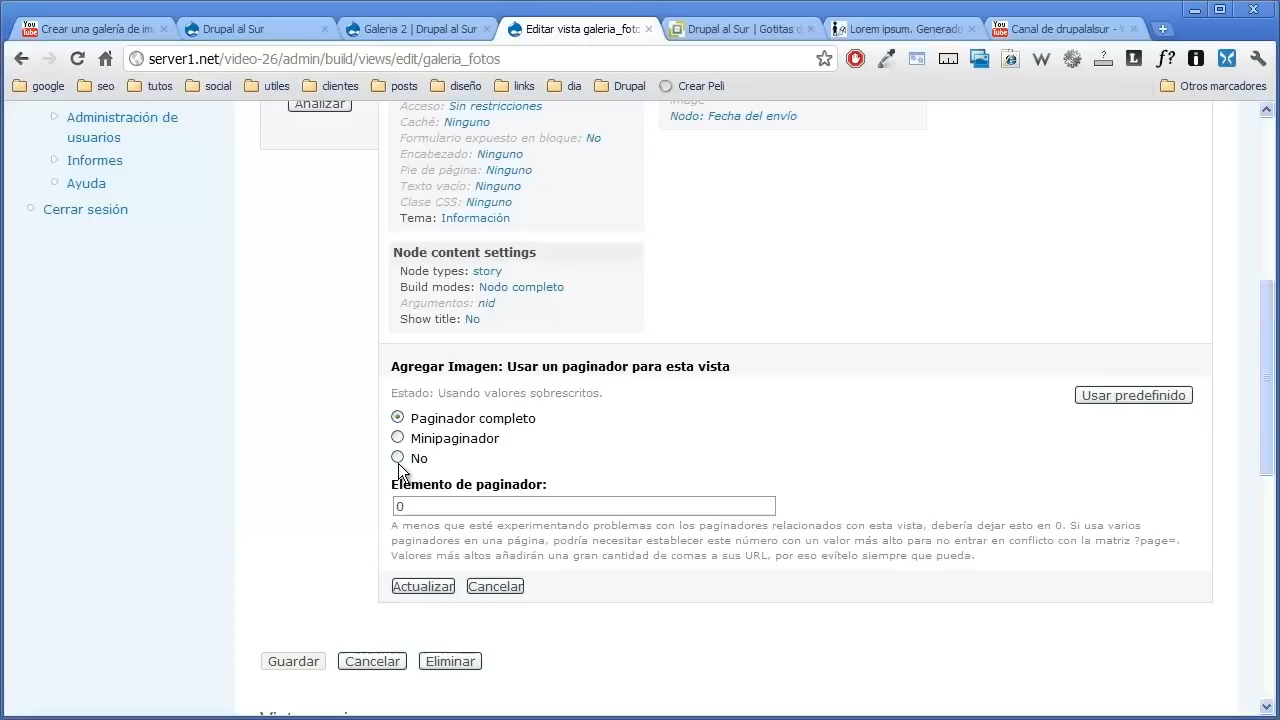 Crear una galería de im
Drupal al Sur
Galeria 2 | Drupal al Sur
Editar vista galeria_foto
Drupal al Sur | Gotitas d
Lorem ipsum. Generado
Canal de drupalalsur -
server1.net/video-26/admin/build/views/edit/galeria_fotos
google
seo
tutos
social
utiles
clientes
posts
diseño
links
dia
Drupal
Crear Peli
Otros marcadores
Administración de
usuarios
Informes
Ayuda
Cerrar sesión
Analizar
Acceso: Sin restricciones
Caché: Ninguno
Formulario expuesto en bloque: No
Encabezado: Ninguno
Pie de página: Ninguno
Texto vacío: Ninguno
Clase CSS: Ninguno
Tema: Información
Image
Nodo: Fecha del envío
Node content settings
Node types: story
Build modes: Nodo completo
Argumentos: nid
Show title: No
Agregar Imagen: Usar un paginador para esta vista
Estado: Usando valores sobrescritos.
Usar predefinido
Paginador completo
Minipaginador
No
Elemento de paginador:
0
A menos que esté experimentando problemas con los paginadores relacionados con esta vista, debería dejar esto en 0. Si usa varios
paginadores en una página, podría necesitar establecer este número con un valor más alto para no entrar en conflicto con la matriz ?page=.
Valores más altos añadirán una gran cantidad de comas a sus URL, por eso evítelo siempre que pueda.
Actualizar
Cancelar
Guardar
Cancelar
Eliminar